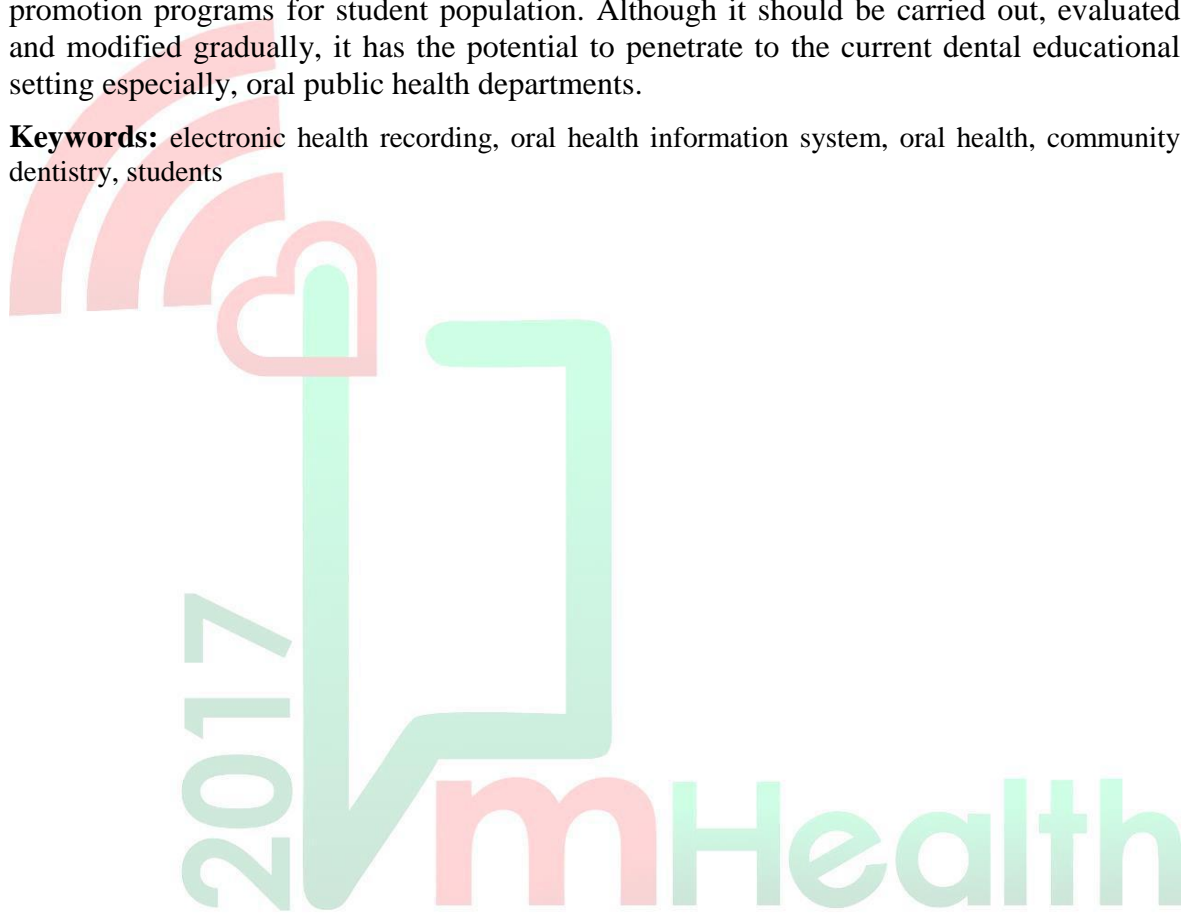 promotion programs for student population. Although it should be carried out, evaluated
and modified gradually, it has the potential to penetrate to the current dental educational
setting especially, oral public health departments.
Keywords: electronic health recording, oral health information system, oral health, community
dentistry, students
2017
mHealth